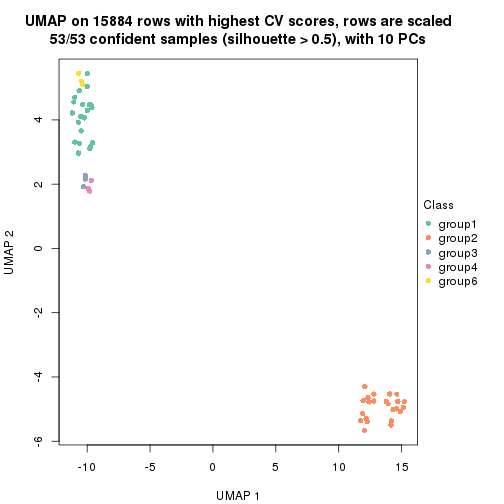 UMAP on 15884 rows with highest CV scores, rows are scaled
53/53 confident samples (silhouette > 0.5), with 10 PCs
4
2
0
-2
-4
-6
UMAP 2
-10
-5
0
5
10
15
UMAP 1
Class
group1
group2
group3
group4
group6